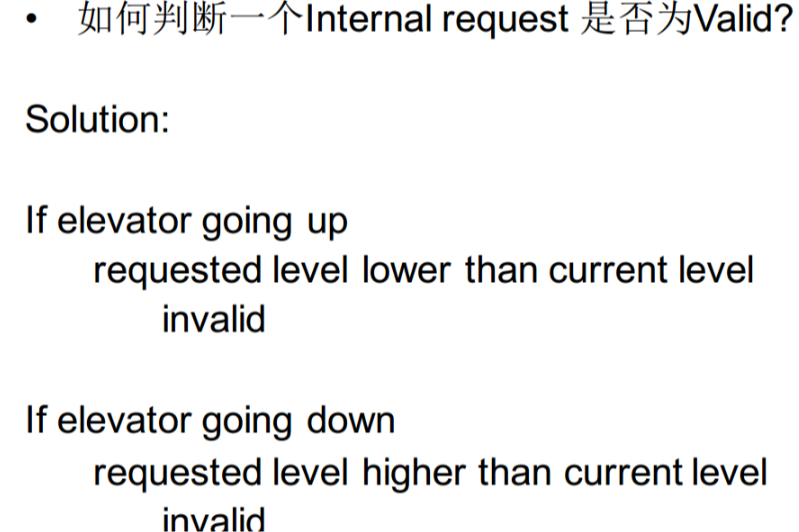 • 如何判断一个Internal request 是否为Valid?
Solution:
If elevator going up
requested level lower than current level
invalid
If elevator going down
requested level higher than current level
invalid